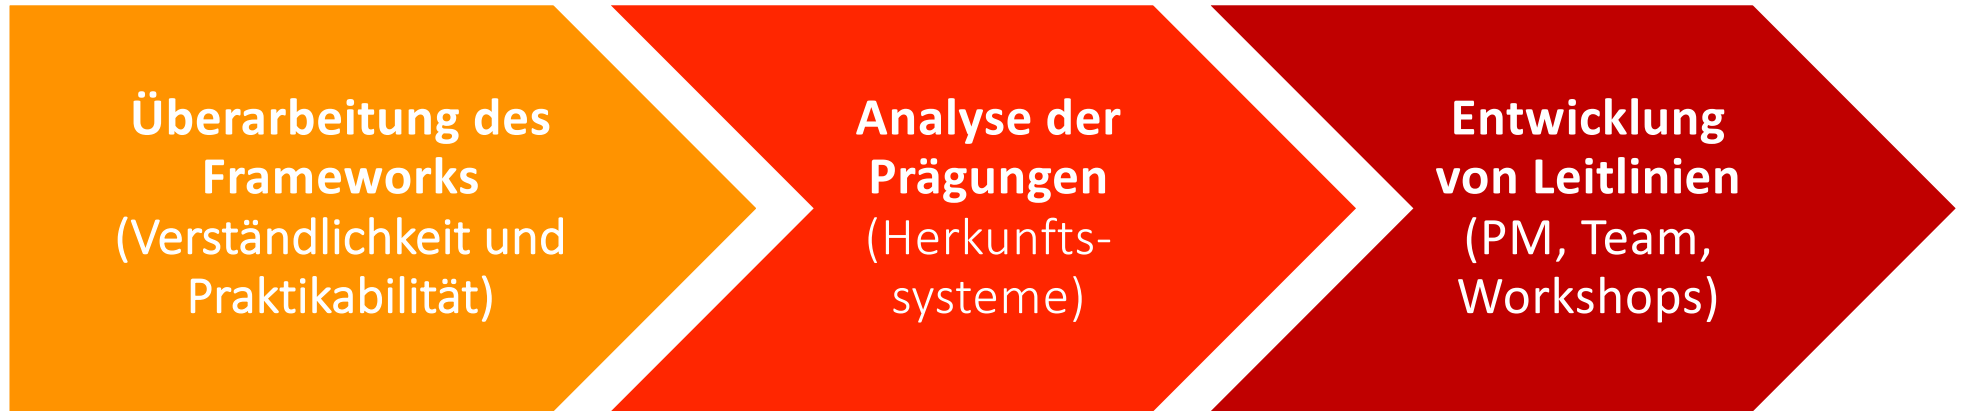 Überarbeitung des
Frameworks
(Verständlichkeit und
Praktikabilität)
Analyse der
Prägungen
(Herkunfts-
systeme)
Entwicklung
von Leitlinien
(PM, Team,
Workshops)